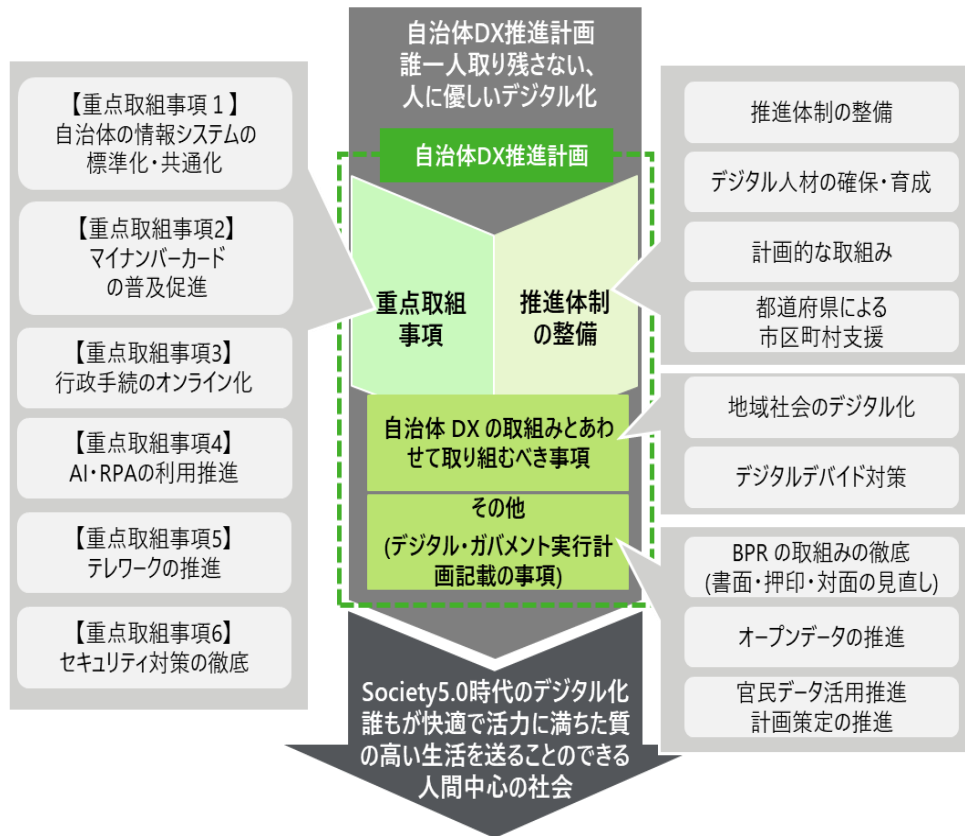 自治体DX推進計画
誰一人取り残さない、
人に優しいデジタル化
自治体DX推進計画
【重点取組事項１】
自治体の情報システムの
標準化・共通化
【重点取組事項2】
マイナンバーカード
の普及促進
【重点取組事項3】
行政手続のオンライン化
【重点取組事項4】
AI・RPAの利用推進
【重点取組事項5】
テレワークの推進
【重点取組事項6】
セキュリティ対策の徹底
重点取組
事項
推進体制
の整備
自治体 DX の取組みとあわ
せて取り組むべき事項
その他
(デジタル・ガバメント実行計
画記載の事項)
推進体制の整備
デジタル人材の確保・育成
計画的な取組み
都道府県による
市区町村支援
地域社会のデジタル化
デジタルデバイド対策
BPR の取組みの徹底
(書面・押印・対面の見直し)
オープンデータの推進
官民データ活用推進
計画策定の推進
Society5.0時代のデジタル化
誰もが快適で活力に満ちた質
の高い生活を送ることのできる
人間中心の社会